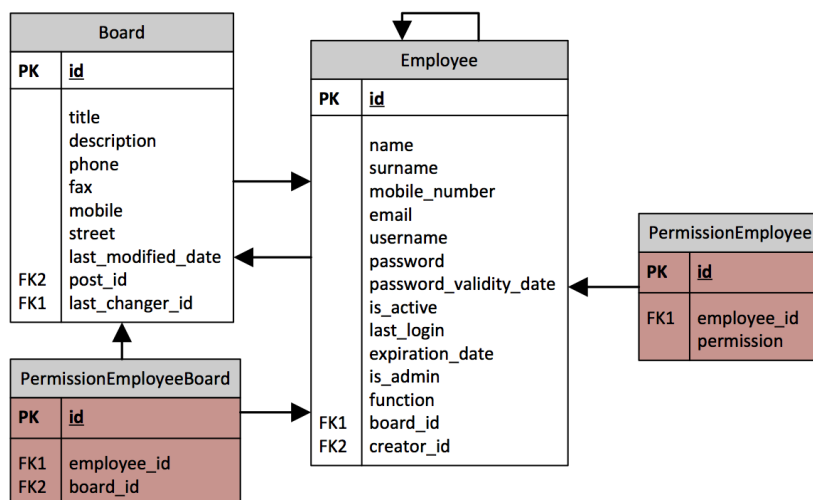 Board
PK id
title
description
phone
fax
mobile
street
last_modified_date
FK2 post_id
FK1 last_changer_id
Employee
PK id
name
surname
mobile_number
email
username
password
password_validity_date
is_active
last_login
expiration_date
is_admin
function
FK1 board_id
FK2 creator_id
PermissionEmployee
PK id
FK1 employee_id
permission
PermissionEmployeeBoard
PK id
FK1 employee_id
FK2 board_id